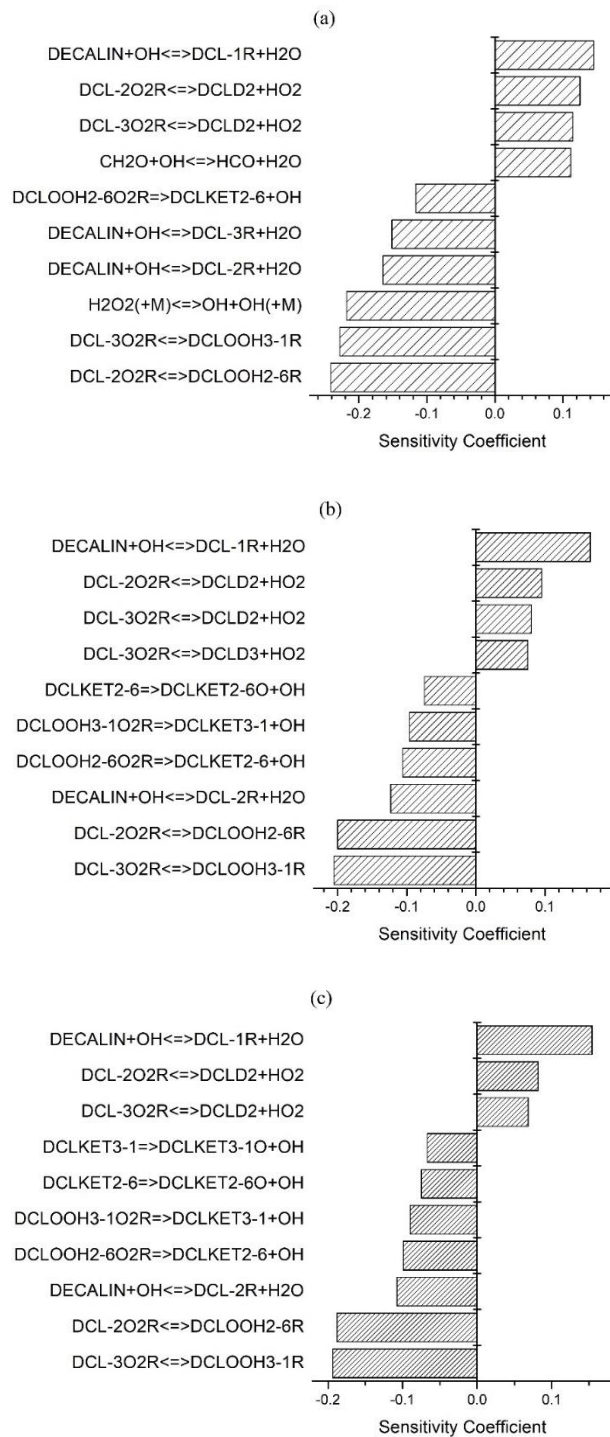 (a)
DECALIN+OH<=>DCL-1R+H2O
DCL-2O2R<=>DCLD2+HO2
DCL-3O2R<=>DCLD2+HO2
CH2O+OH<=>HCO+H2O
DCLOOH2-6O2R=>DCLKET2-6+OH
DECALIN+OH<=>DCL-3R+H2O
DECALIN+OH<=>DCL-2R+H2O
H2O2(+M)<=>OH+OH(+M)
DCL-3O2R<=>DCLOOH3-1R
DCL-2O2R<=>DCLOOH2-6R
-0.2 -0.1 0.0 0.1
Sensitivity Coefficient
(b)
DECALIN+OH<=>DCL-1R+H2O
DCL-2O2R<=>DCLD2+HO2
DCL-3O2R<=>DCLD2+HO2
DCL-3O2R<=>DCLD3+HO2
DCLKET2-6=>DCLKET2-6O+OH
DCLOOH3-1O2R=>DCLKET3-1+OH
DCLOOH2-6O2R=>DCLKET2-6+OH
DECALIN+OH<=>DCL-2R+H2O
DCL-2O2R<=>DCLOOH2-6R
DCL-3O2R<=>DCLOOH3-1R
-0.2 -0.1 0.0 0.1
Sensitivity Coefficient
(c)
DECALIN+OH<=>DCL-1R+H2O
DCL-2O2R<=>DCLD2+HO2
DCL-3O2R<=>DCLD2+HO2
DCLKET3-1=>DCLKET3-1O+OH
DCLKET2-6=>DCLKET2-6O+OH
DCLOOH3-1O2R=>DCLKET3-1+OH
DCLOOH2-6O2R=>DCLKET2-6+OH
DECALIN+OH<=>DCL-2R+H2O
DCL-2O2R<=>DCLOOH2-6R
DCL-3O2R<=>DCLOOH3-1R
-0.2 -0.1 0.0 0.1
Sensitivity Coefficient